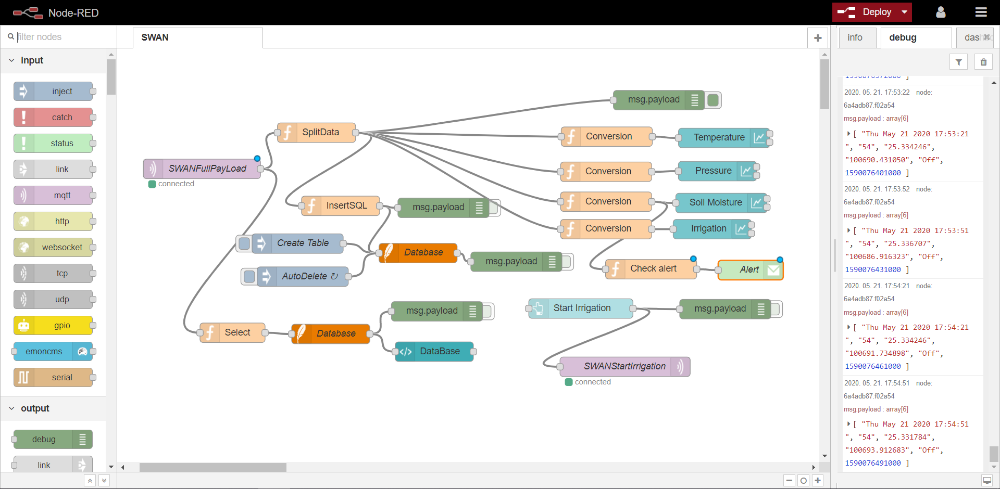 Node-RED
Deploy
filter nodes
SWAN
info
debug
input
inject
catch
status
link
mqtt
http
websocket
tcp
udp
gpio
emoncms
serial
output
debug
link
msg.payload
SplitData
Conversion
Temperature
SWANFullPayLoad
connected
Conversion
Pressure
Conversion
Soil Moisture
InsertSQL
msg.payload
Conversion
Irrigation
Create Table
Database
msg.payload
AutoDelete ↻
Check alert
Alert
msg.payload
Start Irrigation
msg.payload
Select
Database
DataBase
SWANStartIrrigation
connected
1590076372000 ]
2020. 05. 21. 17:53:22 node:
6a4adb87.f02a54
msg.payload : array[6]
[ "Thu May 21 2020 17:53:21
", "54", "25.334246",
"100690.431050", "Off",
1590076401000 ]
2020. 05. 21. 17:53:52 node:
6a4adb87.f02a54
msg.payload : array[6]
[ "Thu May 21 2020 17:53:51
", "54", "25.336707",
"100686.916323", "Off",
1590076431000 ]
2020. 05. 21. 17:54:21 node:
6a4adb87.f02a54
msg.payload : array[6]
[ "Thu May 21 2020 17:54:21
", "54", "25.334246",
"100691.734898", "Off",
1590076461000 ]
2020. 05. 21. 17:54:51 node:
6a4adb87.f02a54
msg.payload : array[6]
[ "Thu May 21 2020 17:54:51
", "54", "25.331784",
"100693.912683", "Off",
1590076491000 ]